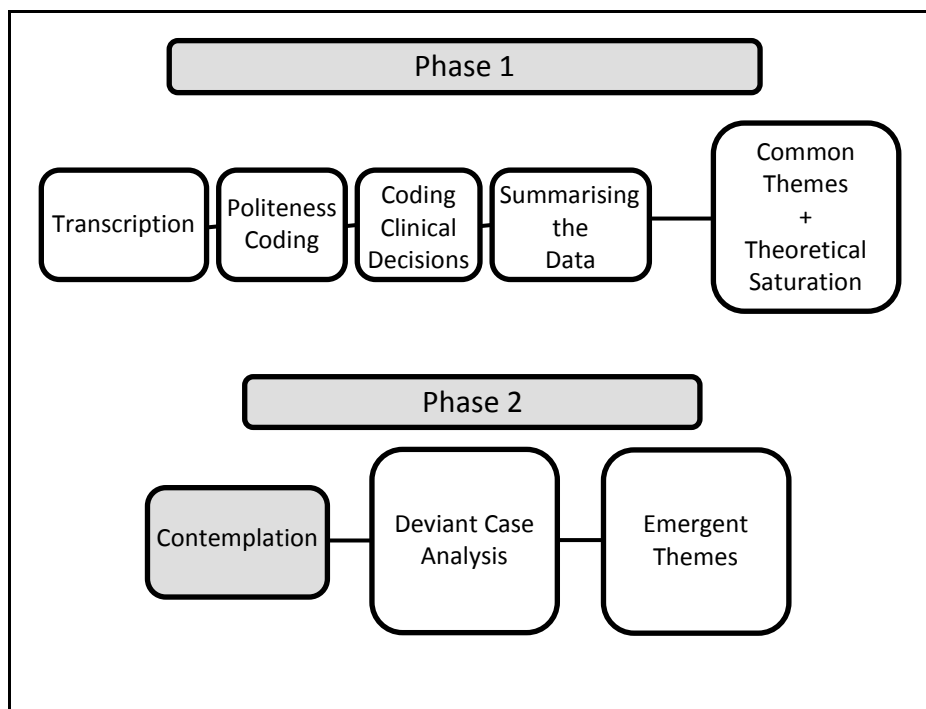 Phase 1
Transcription
Politeness
Coding
Coding
Clinical
Decisions
Summarising
the
Data
Common
Themes
+
Theoretical
Saturation
Phase 2
Contemplation
Deviant Case
Analysis
Emergent
Themes